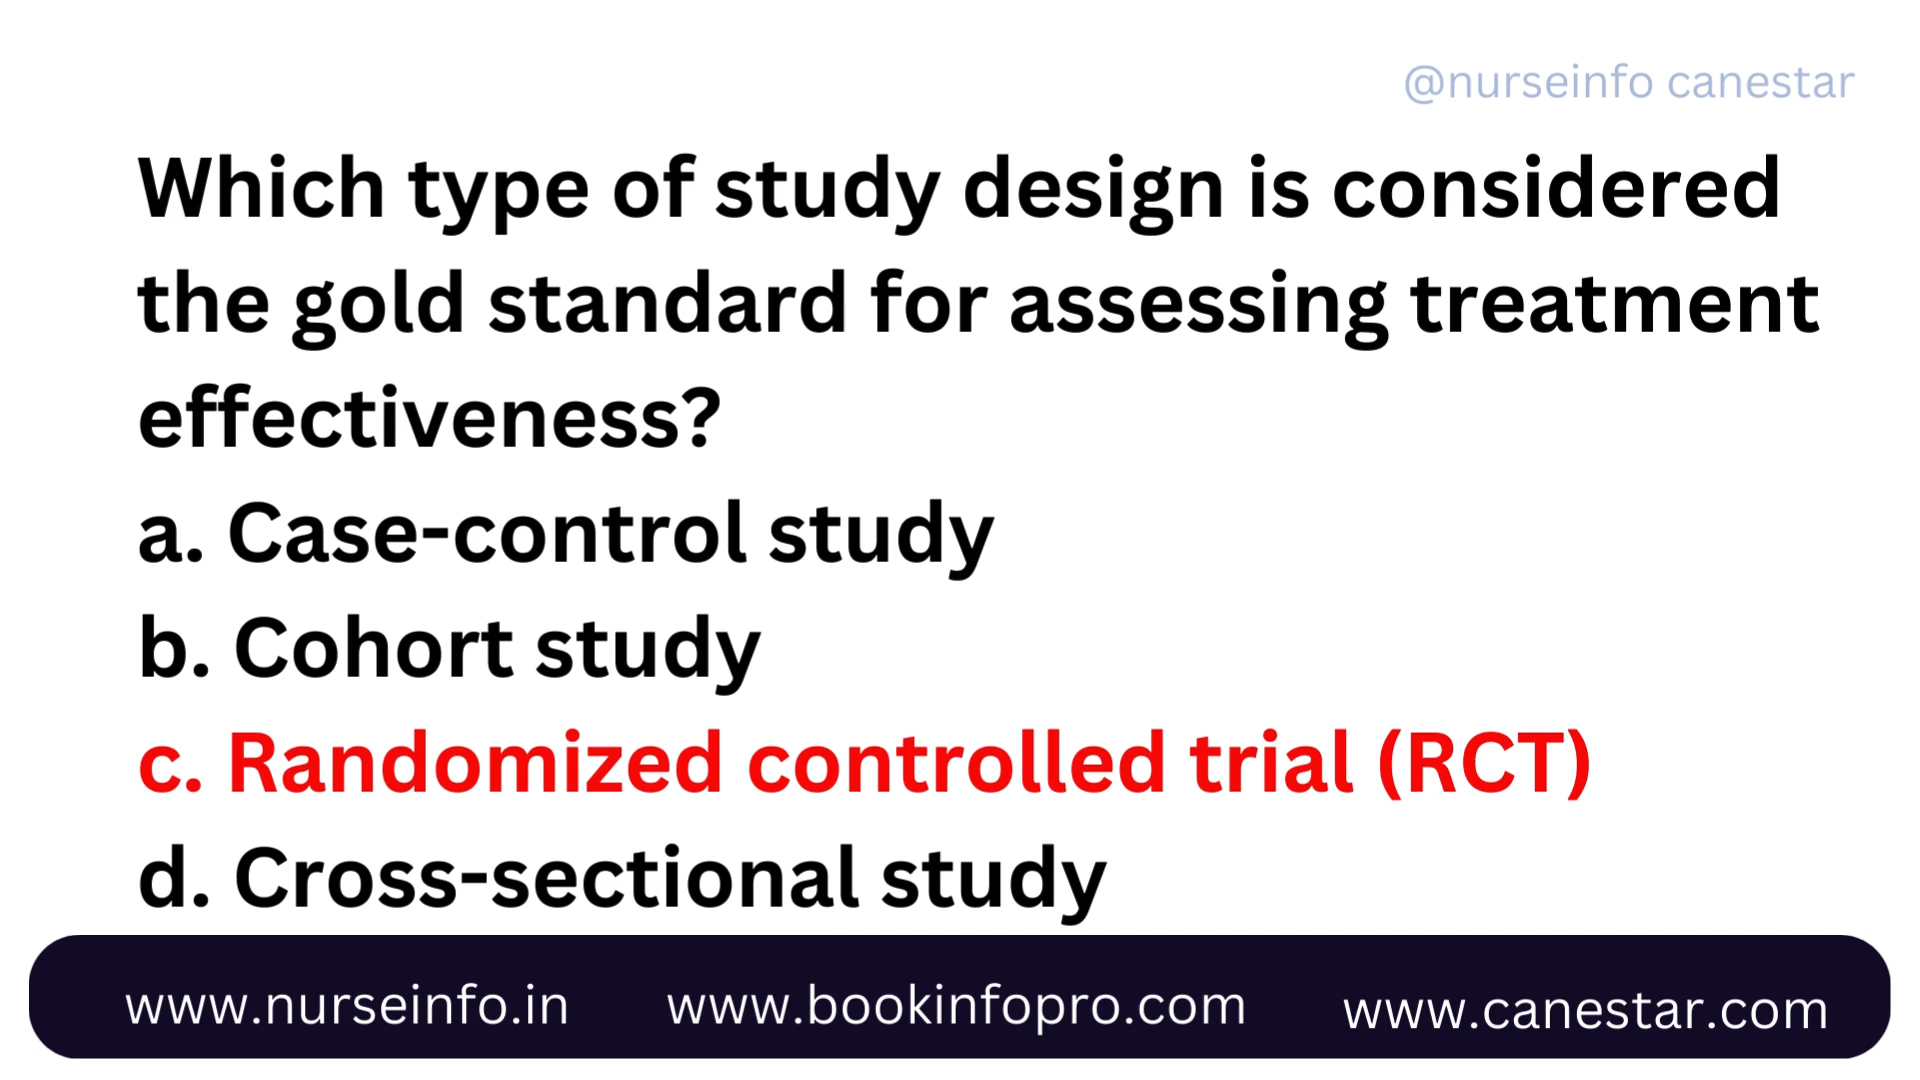 @nurseinfo canestar
Which type of study design is considered
the gold standard for assessing treatment
effectiveness?
a. Case-control study
b. Cohort study
c. Randomized controlled trial (RCT)
d. Cross-sectional study
www.nurseinfo.in www.bookinfopro.com www.canestar.com